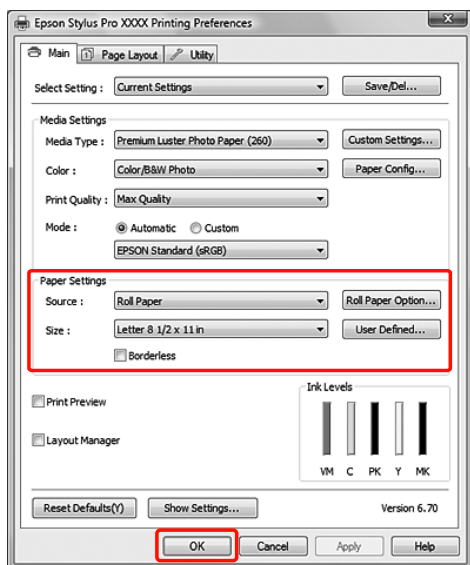 Epson Stylus Pro XXXX Printing Preferences
Main Page Layout Utility
Select Setting : Current Settings Save/Del...
Media Settings
Media Type : Premium Luster Photo Paper (260) Custom Settings...
Color : Color/B&W Photo Paper Config...
Print Quality : Max Quality
Mode : Automatic Custom
EPSON Standard (sRGB)
Paper Settings
Source : Roll Paper Roll Paper Option...
Size : Letter 8 1/2 x 11 in User Defined...
Borderless
Print Preview
Layout Manager
Ink Levels
VM C PK Y MK
Reset Defaults(Y) Show Settings... Version 6.70
OK Cancel Apply Help